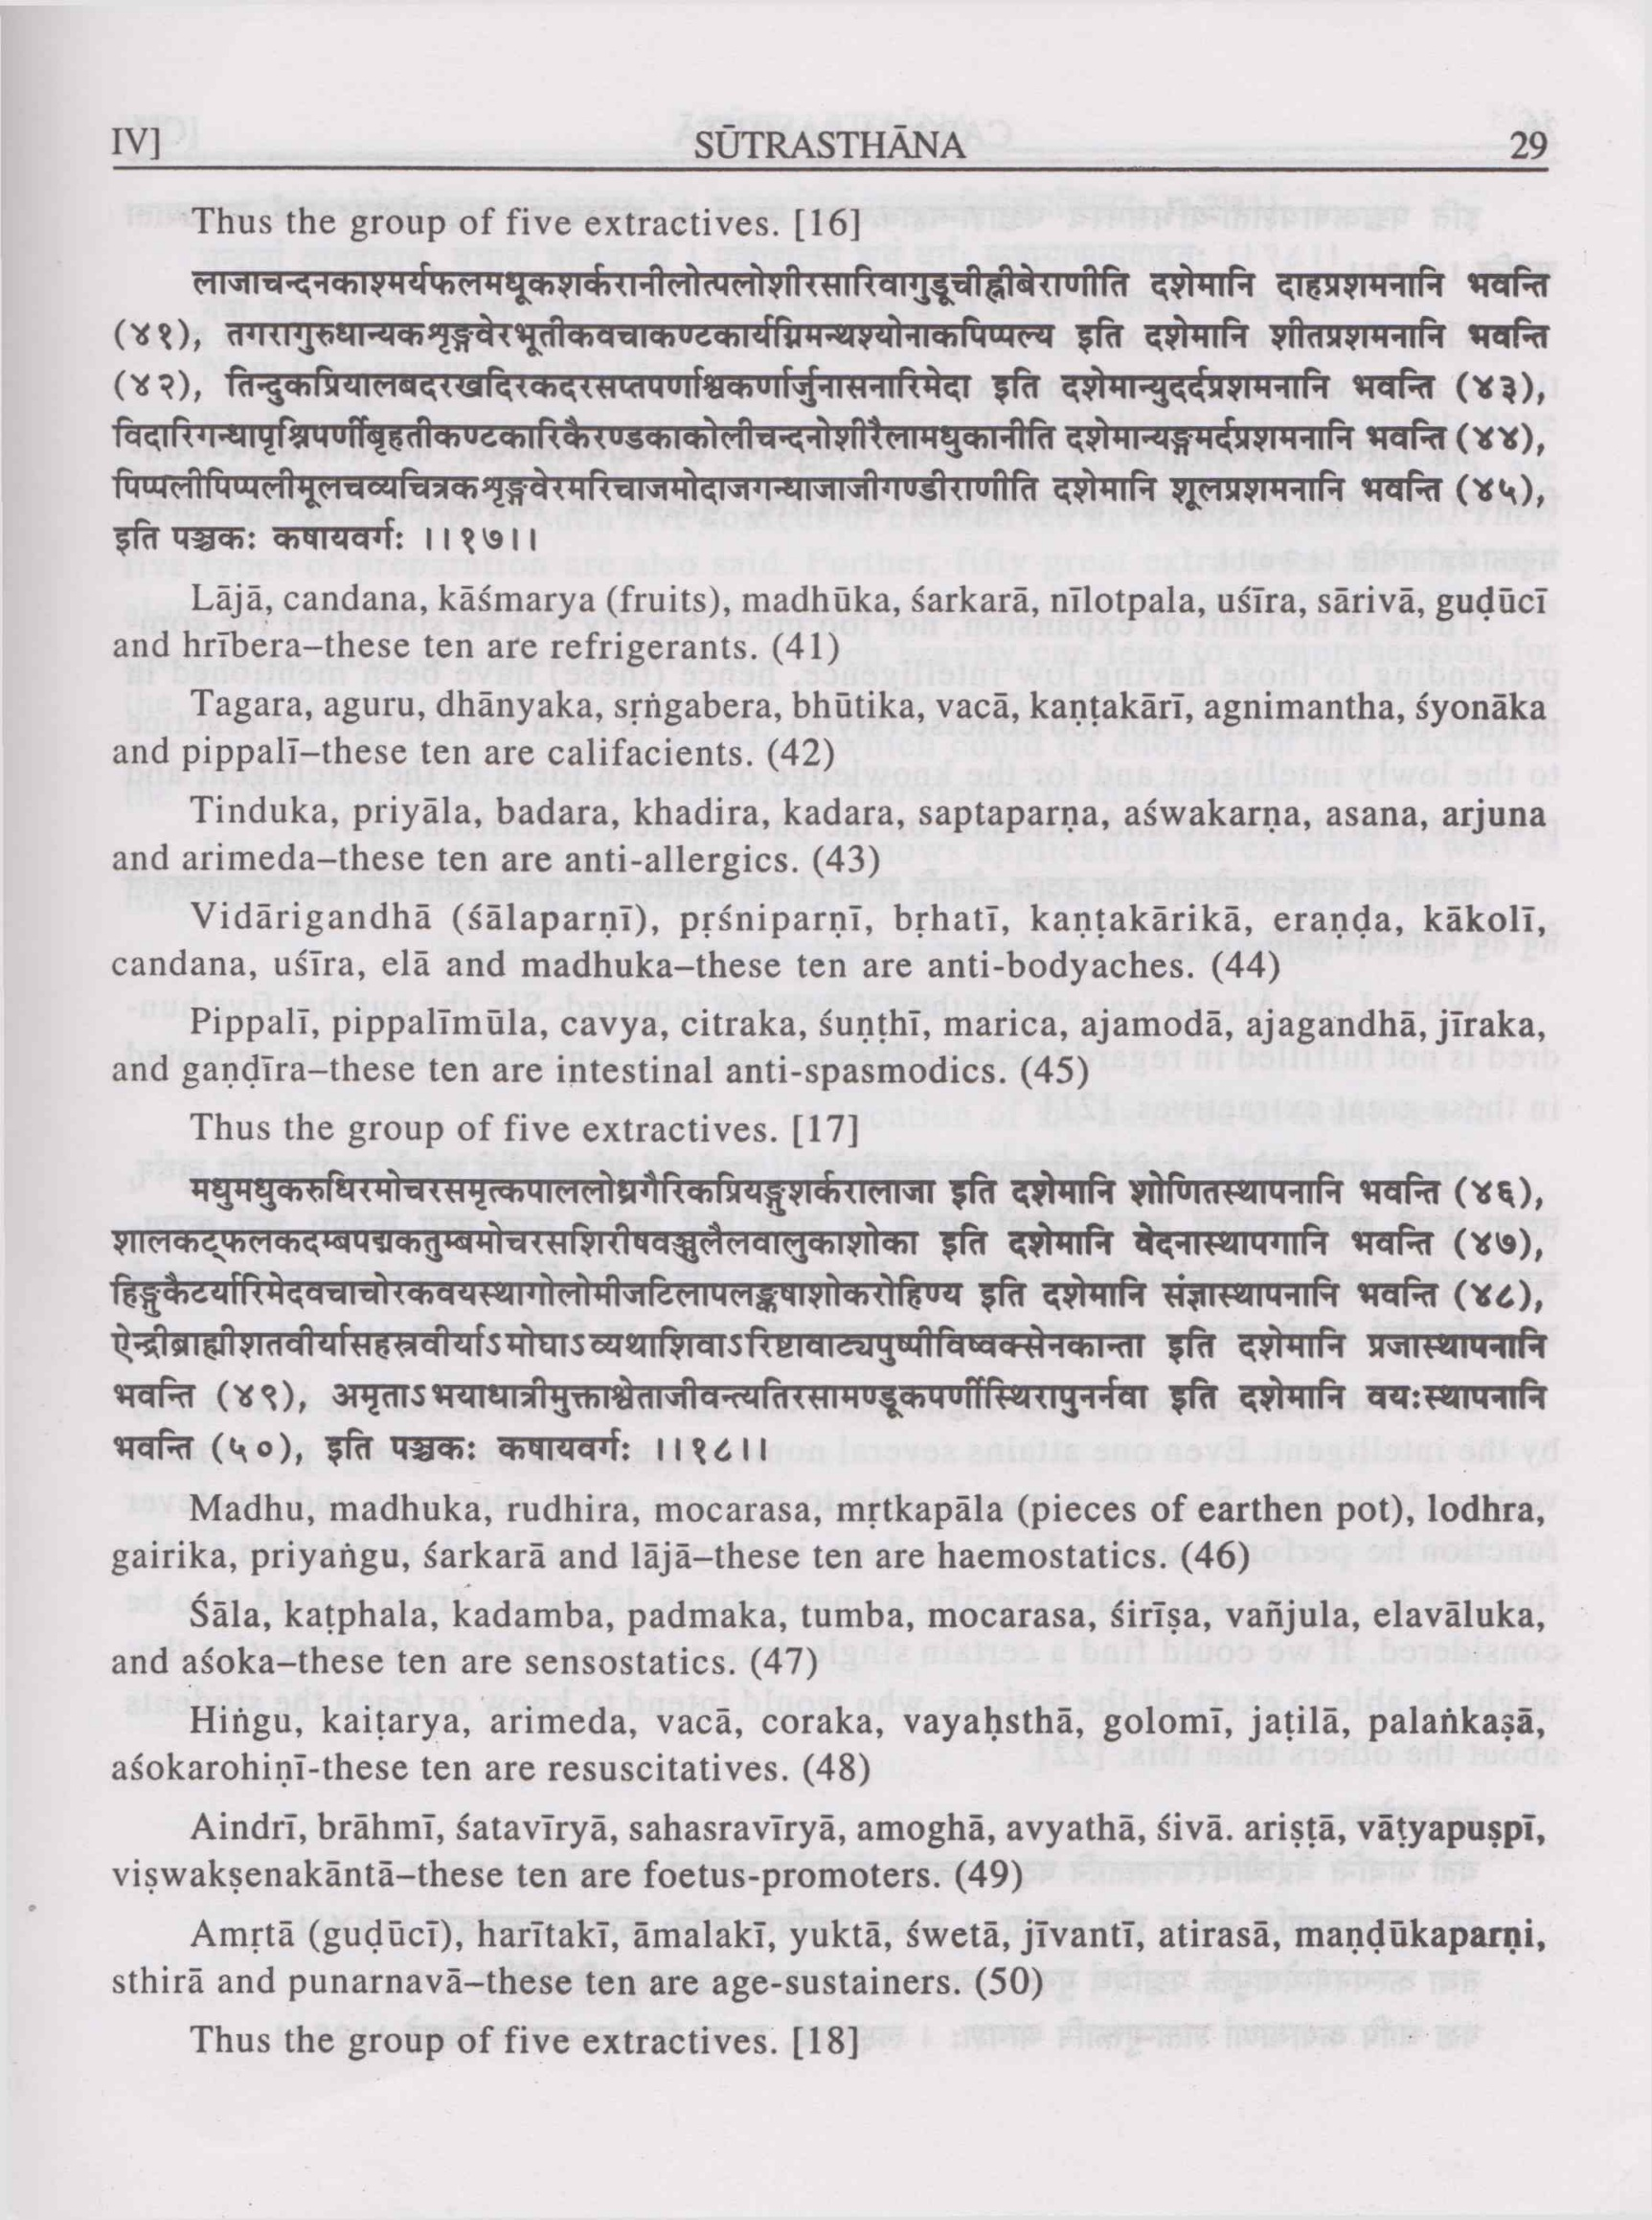 IV]
SŪTRASTHĀNA
29
Thus the group of five extractives. [16]
लाजाचन्दनकाश्मर्यफलमधूकशर्करानीलोत्पलोशीरसारिवागुडूचीह्रीबेराणीति दशेमानि दाहप्रशमनानि भवन्ति
(४१), तगरागुरुधान्यकशृङ्गवेरभूतीकवचाकण्टकार्यग्निमन्थश्योनाकपिप्पल्य इति दशेमानि शीतप्रशमनानि भवन्ति
(४२), तिन्दुकप्रियालबदरखदिरकदरसप्तपर्णाश्वकर्णार्जुनासनारिमेदा इति दशेमान्युदर्दप्रशमनानि भवन्ति (४३),
विदारिगन्धापृश्निपर्णीबृहतीकण्टकारिकैरण्डकाकोलीचन्दनोशीरैलामधुकानीति दशेमान्यङ्गमर्दप्रशमनानि भवन्ति (४४),
पिप्पलीपिप्पलीमूलचव्यचित्रकशृङ्गवेरमरिचाजमोदाजगन्धाजाजीगण्डीराणीति दशेमानि शूलप्रशमनानि भवन्ति (४५),
इति पञ्चकः कषायवर्गः ।।१७।।
Lājā, candana, kāśmarya (fruits), madhūka, śarkarā, nīlotpala, uśīra, sārivā, guḍūcī
and hrībera–these ten are refrigerants. (41)
Tagara, aguru, dhānyaka, sṛṅgabera, bhūtika, vacā, kaṇṭakārī, agnimantha, śyonāka
and pippalī–these ten are califacients. (42)
Tinduka, priyāla, badara, khadira, kadara, saptaparṇa, aśwakarṇa, asana, arjuna
and arimeda–these ten are anti-allergics. (43)
Vidārigandhā (śālaparṇī), pṛśniparṇī, bṛhatī, kaṇṭakārikā, eraṇḍa, kākolī,
candana, uśīra, elā and madhuka–these ten are anti-bodyaches. (44)
Pippalī, pippalīmūla, cavya, citraka, śuṇṭhī, marica, ajamodā, ajagandhā, jīraka,
and gaṇḍīra–these ten are intestinal anti-spasmodics. (45)
Thus the group of five extractives. [17]
मधुमधुकरुधिरमोचरसमृत्कपाललोध्रगैरिकप्रियङ्गुशर्करालाजा इति दशेमानि शोणितस्थापनानि भवन्ति (४६),
शालकट्फलकदम्बपद्मकतुम्बमोचरसशिरीषवञ्जुलैलवालुकाशोका इति दशेमानि वेदनास्थापगानि भवन्ति (४७),
हिङ्गुकैटर्यारिमेदवचाचोरकवयस्थागोलोमीजटिलापलङ्कषाशोकरोहिण्य इति दशेमानि संज्ञास्थापनानि भवन्ति (४८),
ऐन्द्रीब्राह्मीशतवीर्यासहस्रवीर्याऽमोघाऽव्यथाशिवाऽरिष्टावाट्यपुष्पीविष्वक्सेनकान्ता इति दशेमानि प्रजास्थापनानि
भवन्ति (४९), अमृताऽभयाधात्रीमुक्ताश्वेताजीवन्त्यतिरसामण्डूकपर्णीस्थिरापुनर्नवा इति दशेमानि वयःस्थापनानि
भवन्ति (५०), इति पञ्चकः कषायवर्गः ।।१८।।
Madhu, madhuka, rudhira, mocarasa, mṛtkapāla (pieces of earthen pot), lodhra,
gairika, priyaṅgu, śarkarā and lājā–these ten are haemostatics. (46)
Śāla, kaṭphala, kadamba, padmaka, tumba, mocarasa, śirīṣa, vañjula, elavāluka,
and aśoka–these ten are sensostatics. (47)
Hiṅgu, kaiṭarya, arimeda, vacā, coraka, vayaḥsthā, golomī, jaṭilā, palaṅkaṣā,
aśokarohiṇī-these ten are resuscitatives. (48)
Aindrī, brāhmī, śatavīryā, sahasravīryā, amoghā, avyathā, śivā. ariṣṭā, vāṭyapuṣpī,
viṣwakṣenakāntā–these ten are foetus-promoters. (49)
Amṛtā (guḍūcī), harītakī, āmalakī, yuktā, śwetā, jīvantī, atirasā, maṇḍūkaparṇi,
sthirā and punarnavā–these ten are age-sustainers. (50)
Thus the group of five extractives. [18]